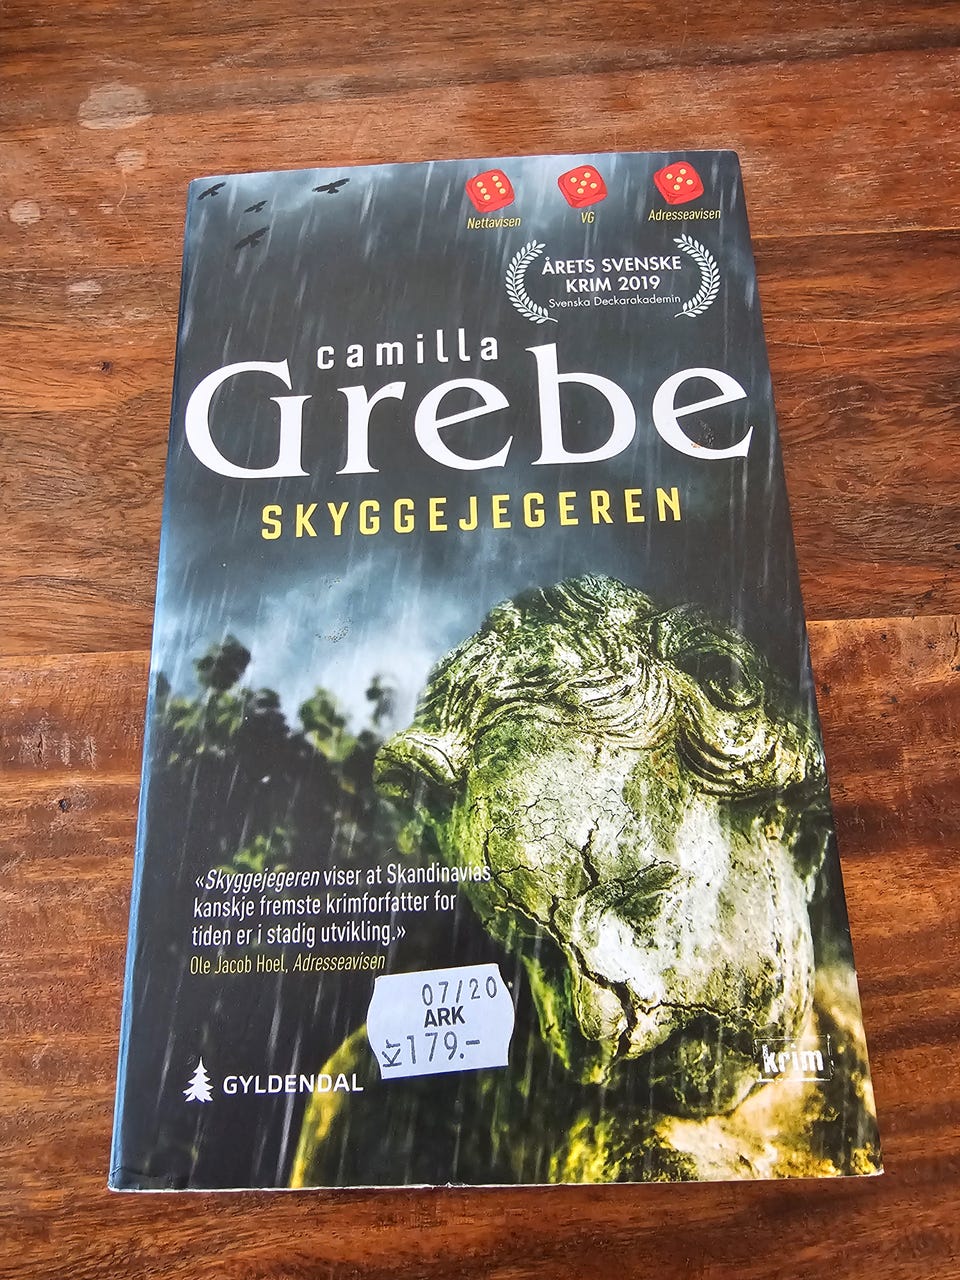 Nettavisen
VG
Adresseavisen
ÅRETS SVENSKE
KRIM 2019
Svenska Deckarakademin
camilla
Grebe
SKYGGEJEGEREN
«Skyggejegeren viser at Skandinavias
kanskje fremste krimforfatter for
tiden er i stadig utvikling.»
Ole Jacob Hoel, Adresseavisen
07/20
ARK
Kr 179.-
GYLDENDAL
krim